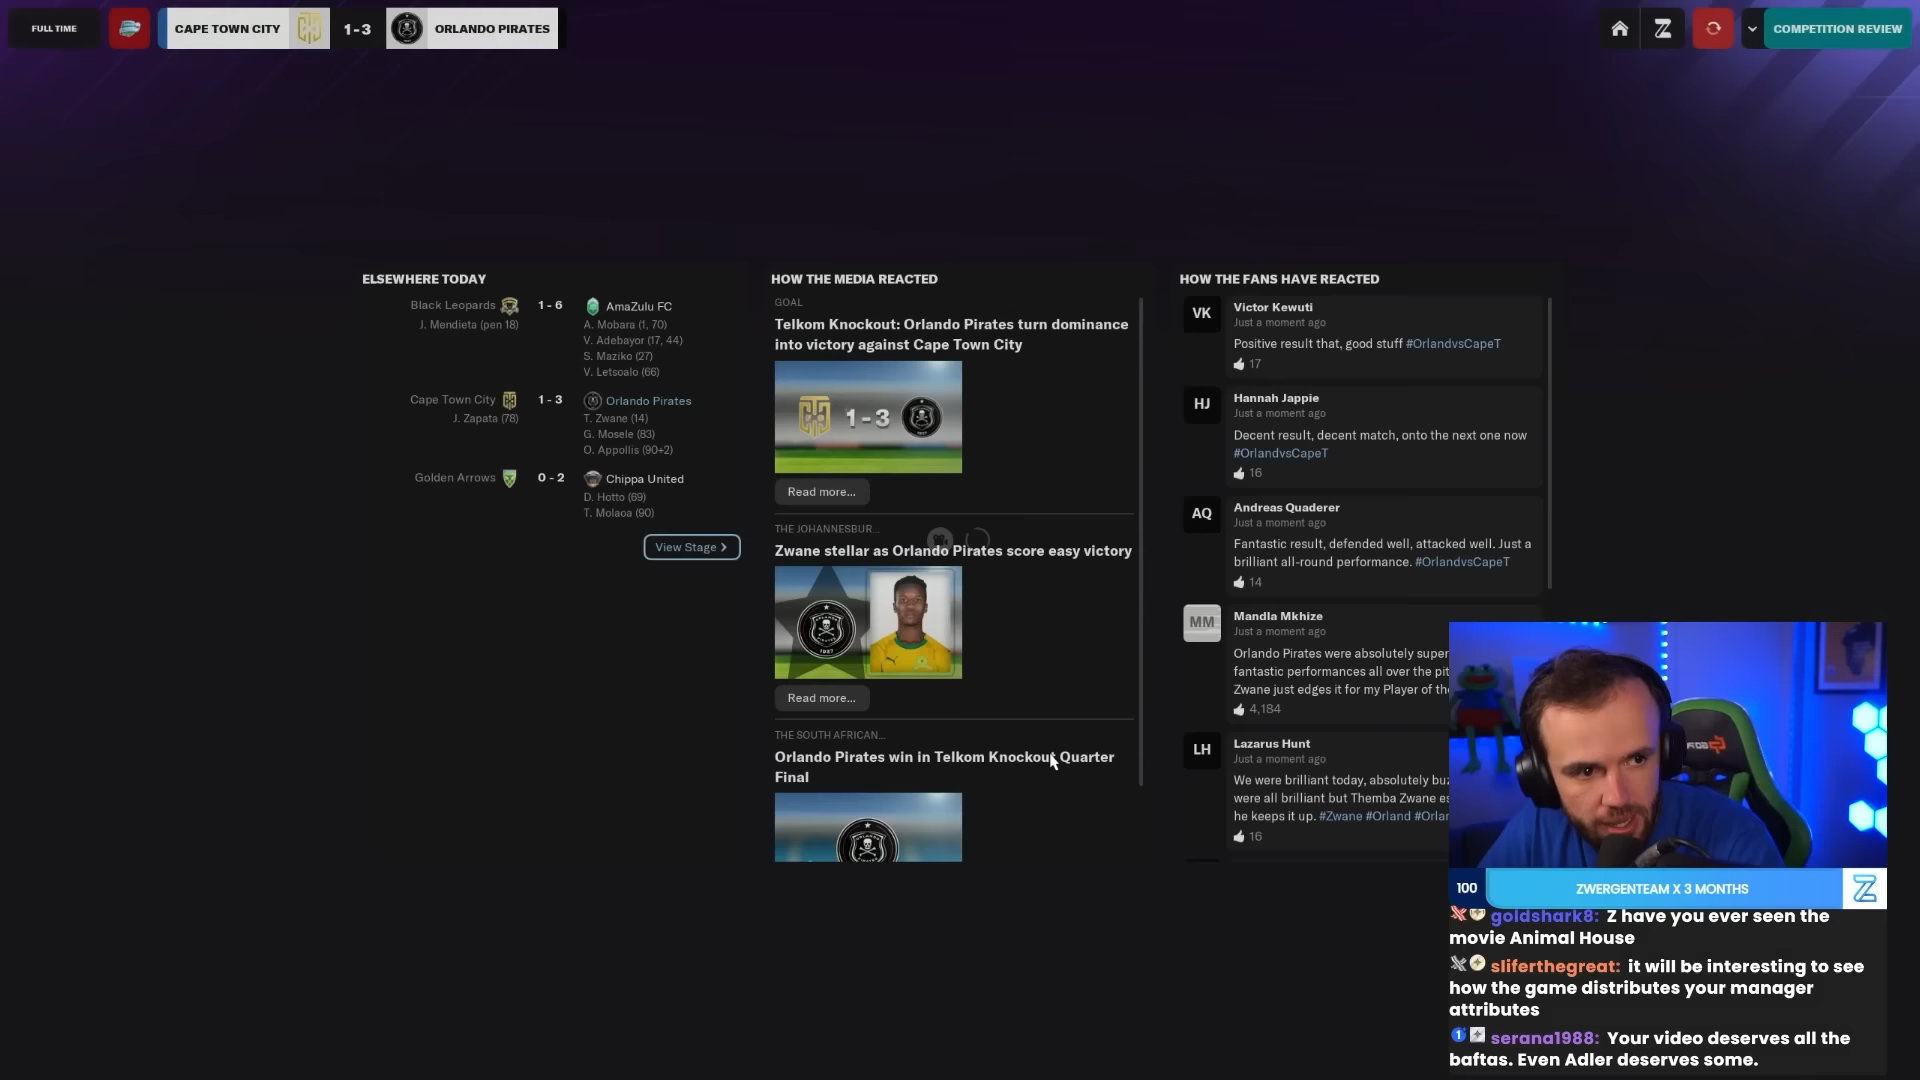 FULL TIME
CAPE TOWN CITY
1 - 3
ORLANDO PIRATES
COMPETITION REVIEW
ELSEWHERE TODAY
Black Leopards 1 - 6 AmaZulu FC
J. Mendieta (pen 18)
A. Mobara (1, 70)
V. Adebayor (17, 44)
S. Maziko (27)
V. Letsoalo (66)
Cape Town City 1 - 3 Orlando Pirates
J. Zapata (78)
T. Zwane (14)
G. Mosele (83)
O. Appollis (90+2)
Golden Arrows 0 - 2 Chippa United
D. Hotto (69)
T. Molaoa (90)
View Stage >
HOW THE MEDIA REACTED
GOAL
Telkom Knockout: Orlando Pirates turn dominance
into victory against Cape Town City
1 - 3
Read more...
THE JOHANNESBUR...
Zwane stellar as Orlando Pirates score easy victory
1937
Read more...
THE SOUTH AFRICAN...
Orlando Pirates win in Telkom Knockout Quarter
Final
HOW THE FANS HAVE REACTED
VK
Victor Kewuti
Just a moment ago
Positive result that, good stuff #OrlandvsCapeT
17
HJ
Hannah Jappie
Just a moment ago
Decent result, decent match, onto the next one now
#OrlandvsCapeT
16
AQ
Andreas Quaderer
Just a moment ago
Fantastic result, defended well, attacked well. Just a
brilliant all-round performance. #OrlandvsCapeT
14
MM
Mandla Mkhize
Just a moment ago
Orlando Pirates were absolutely super
fantastic performances all over the pit
Zwane just edges it for my Player of th
4,184
LH
Lazarus Hunt
Just a moment ago
We were brilliant today, absolutely buz
were all brilliant but Themba Zwane es
he keeps it up. #Zwane #Orland #Orlan
16
100
ZWERGENTEAM X 3 MONTHS
goldshark8: Z have you ever seen the
movie Animal House
sliferthegreat: it will be interesting to see
how the game distributes your manager
attributes
serana1988: Your video deserves all the
baftas. Even Adler deserves some.